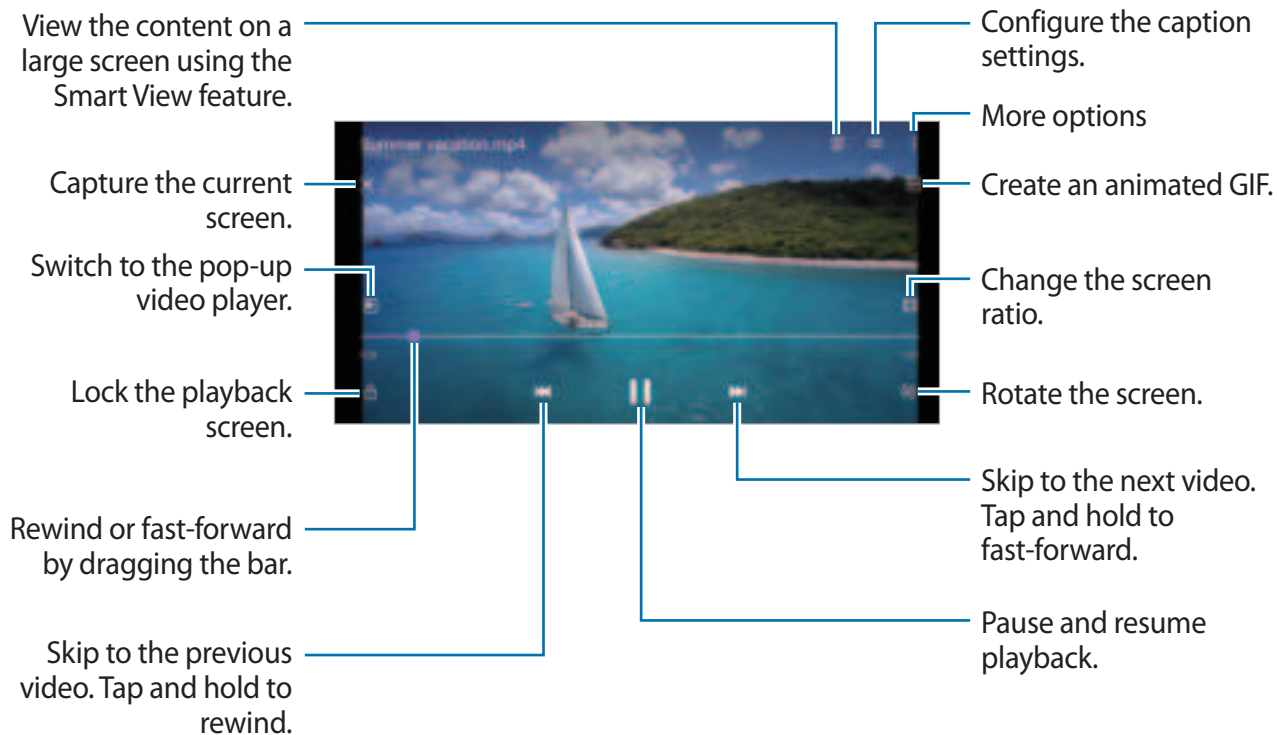 View the content on a
large screen using the
Smart View feature.
Configure the caption
settings.
More options
Summer vacation.mp4
Capture the current
screen.
Create an animated GIF.
Switch to the pop-up
video player.
Change the screen
ratio.
Lock the playback
screen.
Rotate the screen.
Rewind or fast-forward
by dragging the bar.
Skip to the next video.
Tap and hold to
fast-forward.
Skip to the previous
video. Tap and hold to
rewind.
Pause and resume
playback.